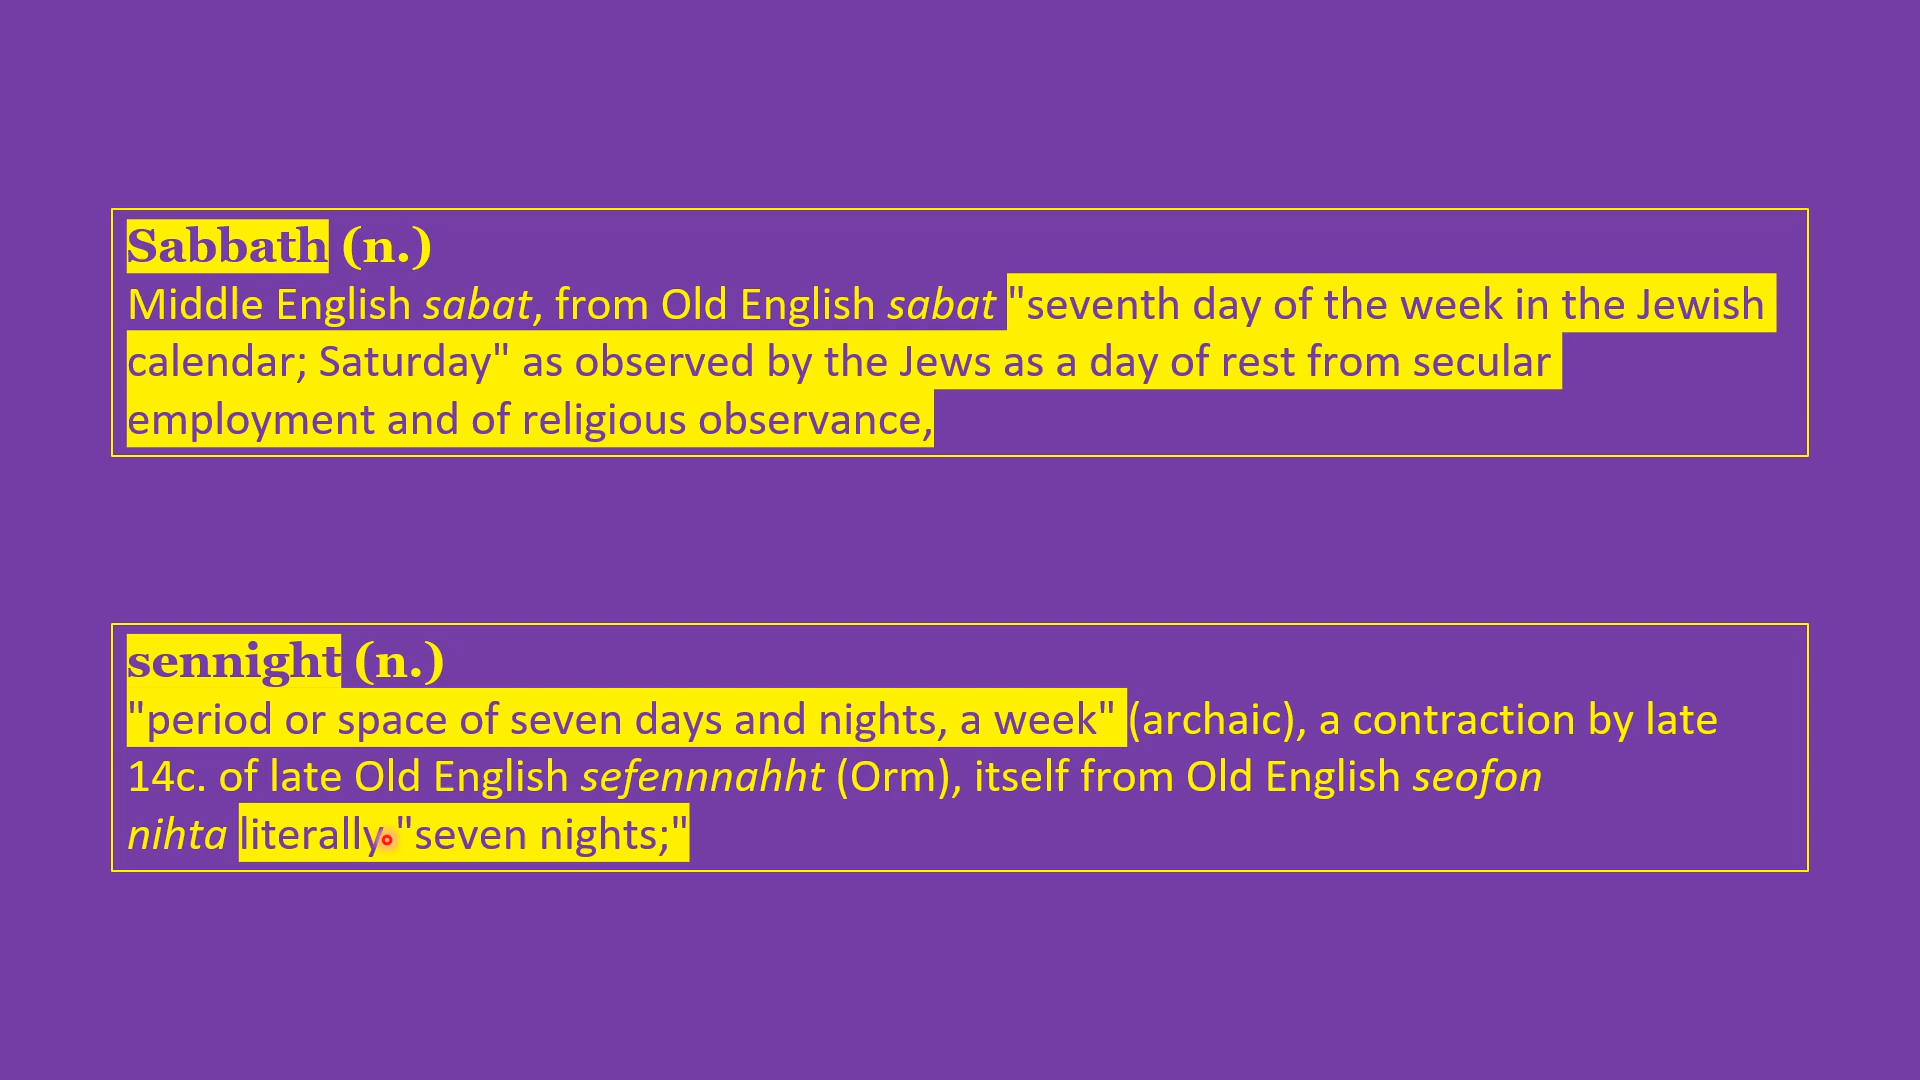 Sabbath (n.)
Middle English sabat, from Old English sabat "seventh day of the week in the Jewish
calendar; Saturday" as observed by the Jews as a day of rest from secular
employment and of religious observance,
sennight (n.)
"period or space of seven days and nights, a week" (archaic), a contraction by late
14c. of late Old English sefennnahht (Orm), itself from Old English seofon
nihta literally "seven nights;"